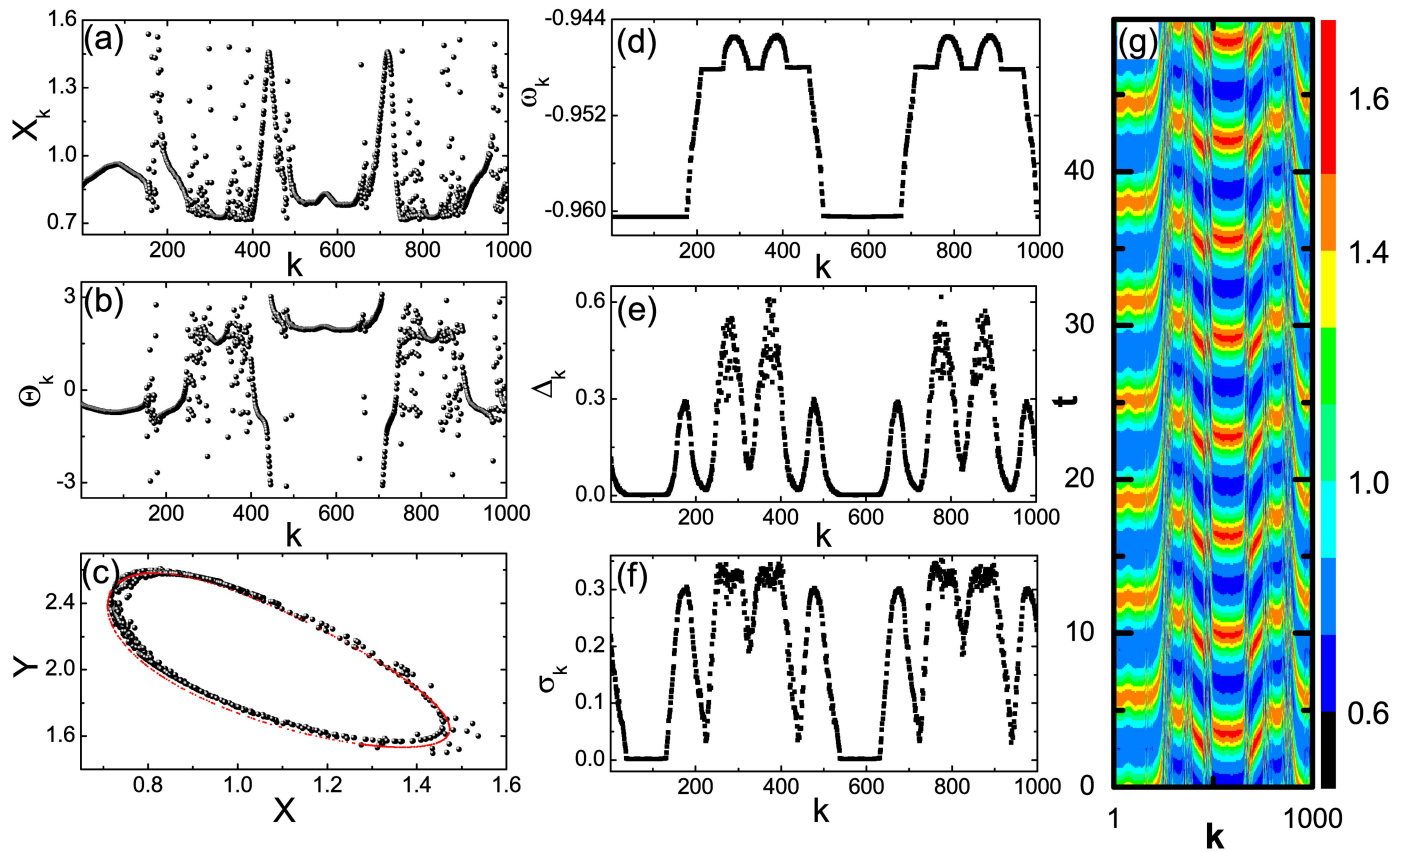 (a)
1.6
1.3
1.0
0.7
X_k
200 400 600 800 1000
k
(b)
3
0
-3
Θ_k
200 400 600 800 1000
k
(c)
2.4
2.0
1.6
Y
0.8 1.0 1.2 1.4 1.6
X
(d)
-0.944
-0.952
-0.960
ω_k
200 400 600 800 1000
k
(e)
0.6
0.3
0.0
Δ_k
200 400 600 800 1000
k
(f)
0.3
0.2
0.1
0.0
σ_k
200 400 600 800 1000
k
(g)
40
30
20
10
0
t
1 1000
k
1.6
1.4
1.0
0.6